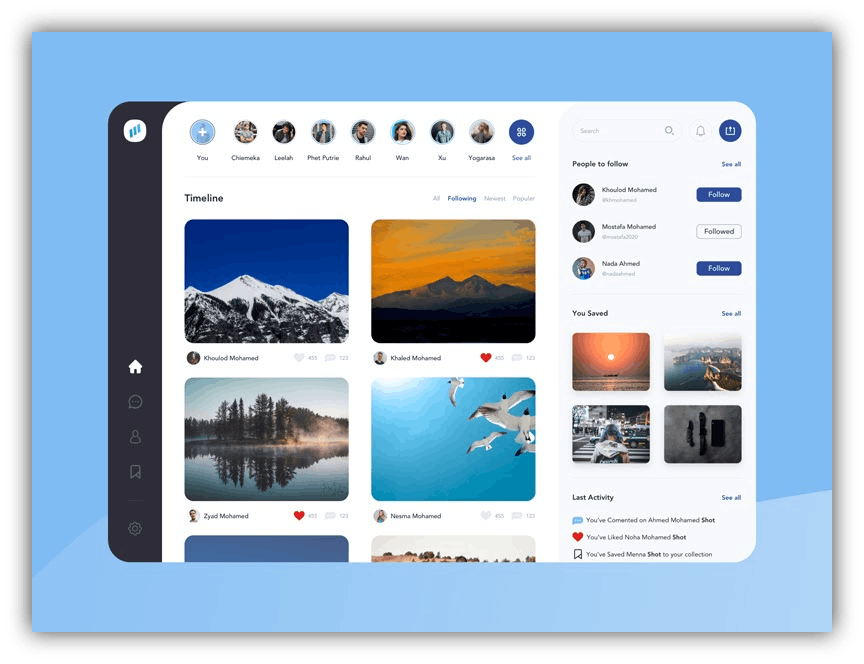 You
Chiemeka
Leelah
Phet Putrie
Rahul
Wan
Xu
Yogarasa
See all
Timeline
All Following Newest Populer
Khoulod Mohamed 455 123
Khaled Mohamed 455 123
Zyad Mohamed 455 123
Nesma Mohamed 455 123
Search
People to follow See all
Khoulod Mohamed
@khmohamed
Follow
Mostafa Mohamed
@mostafa2020
Followed
Nada Ahmed
@nadaahmed
Follow
You Saved See all
Last Activity See all
You've Comented on Ahmed Mohamed Shot
You've Liked Noha Mohamed Shot
You've Saved Menna Shot to your collection